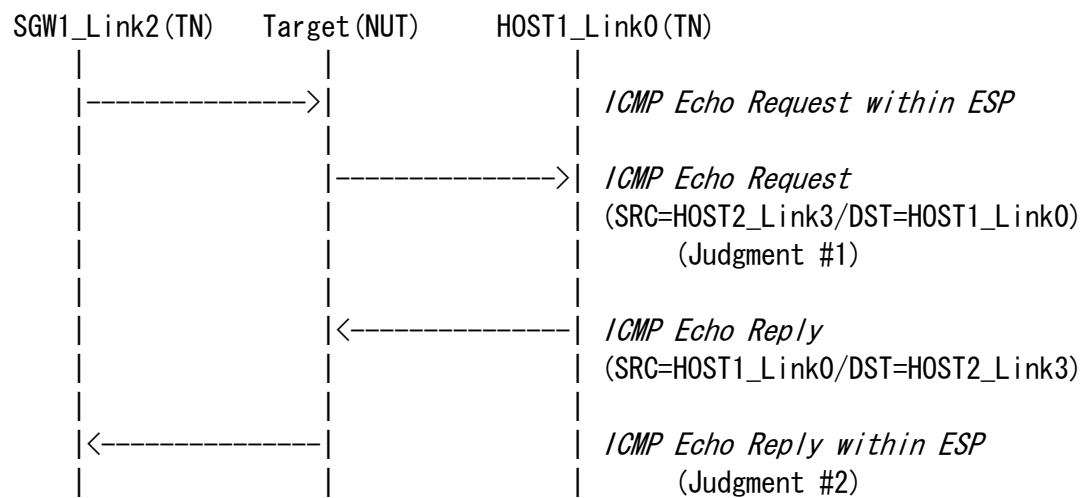 SGW1_Link2(TN) Target(NUT) HOST1_Link0(TN)
ICMP Echo Request within ESP
ICMP Echo Request
(SRC=HOST2_Link3/DST=HOST1_Link0)
(Judgment #1)
ICMP Echo Reply
(SRC=HOST1_Link0/DST=HOST2_Link3)
ICMP Echo Reply within ESP
(Judgment #2)